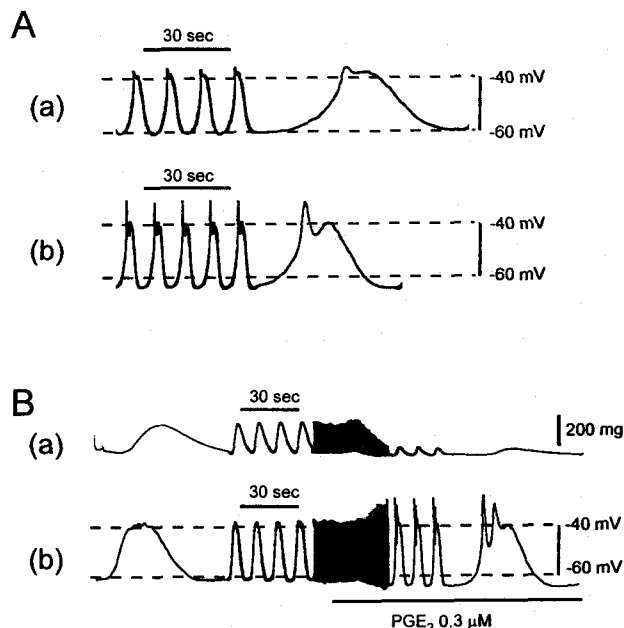 A
30 sec
(a)
-40 mV
-60 mV
30 sec
(b)
-40 mV
-60 mV
B
30 sec
(a)
200 mg
30 sec
(b)
-40 mV
-60 mV
PGE₂ 0.3 μM